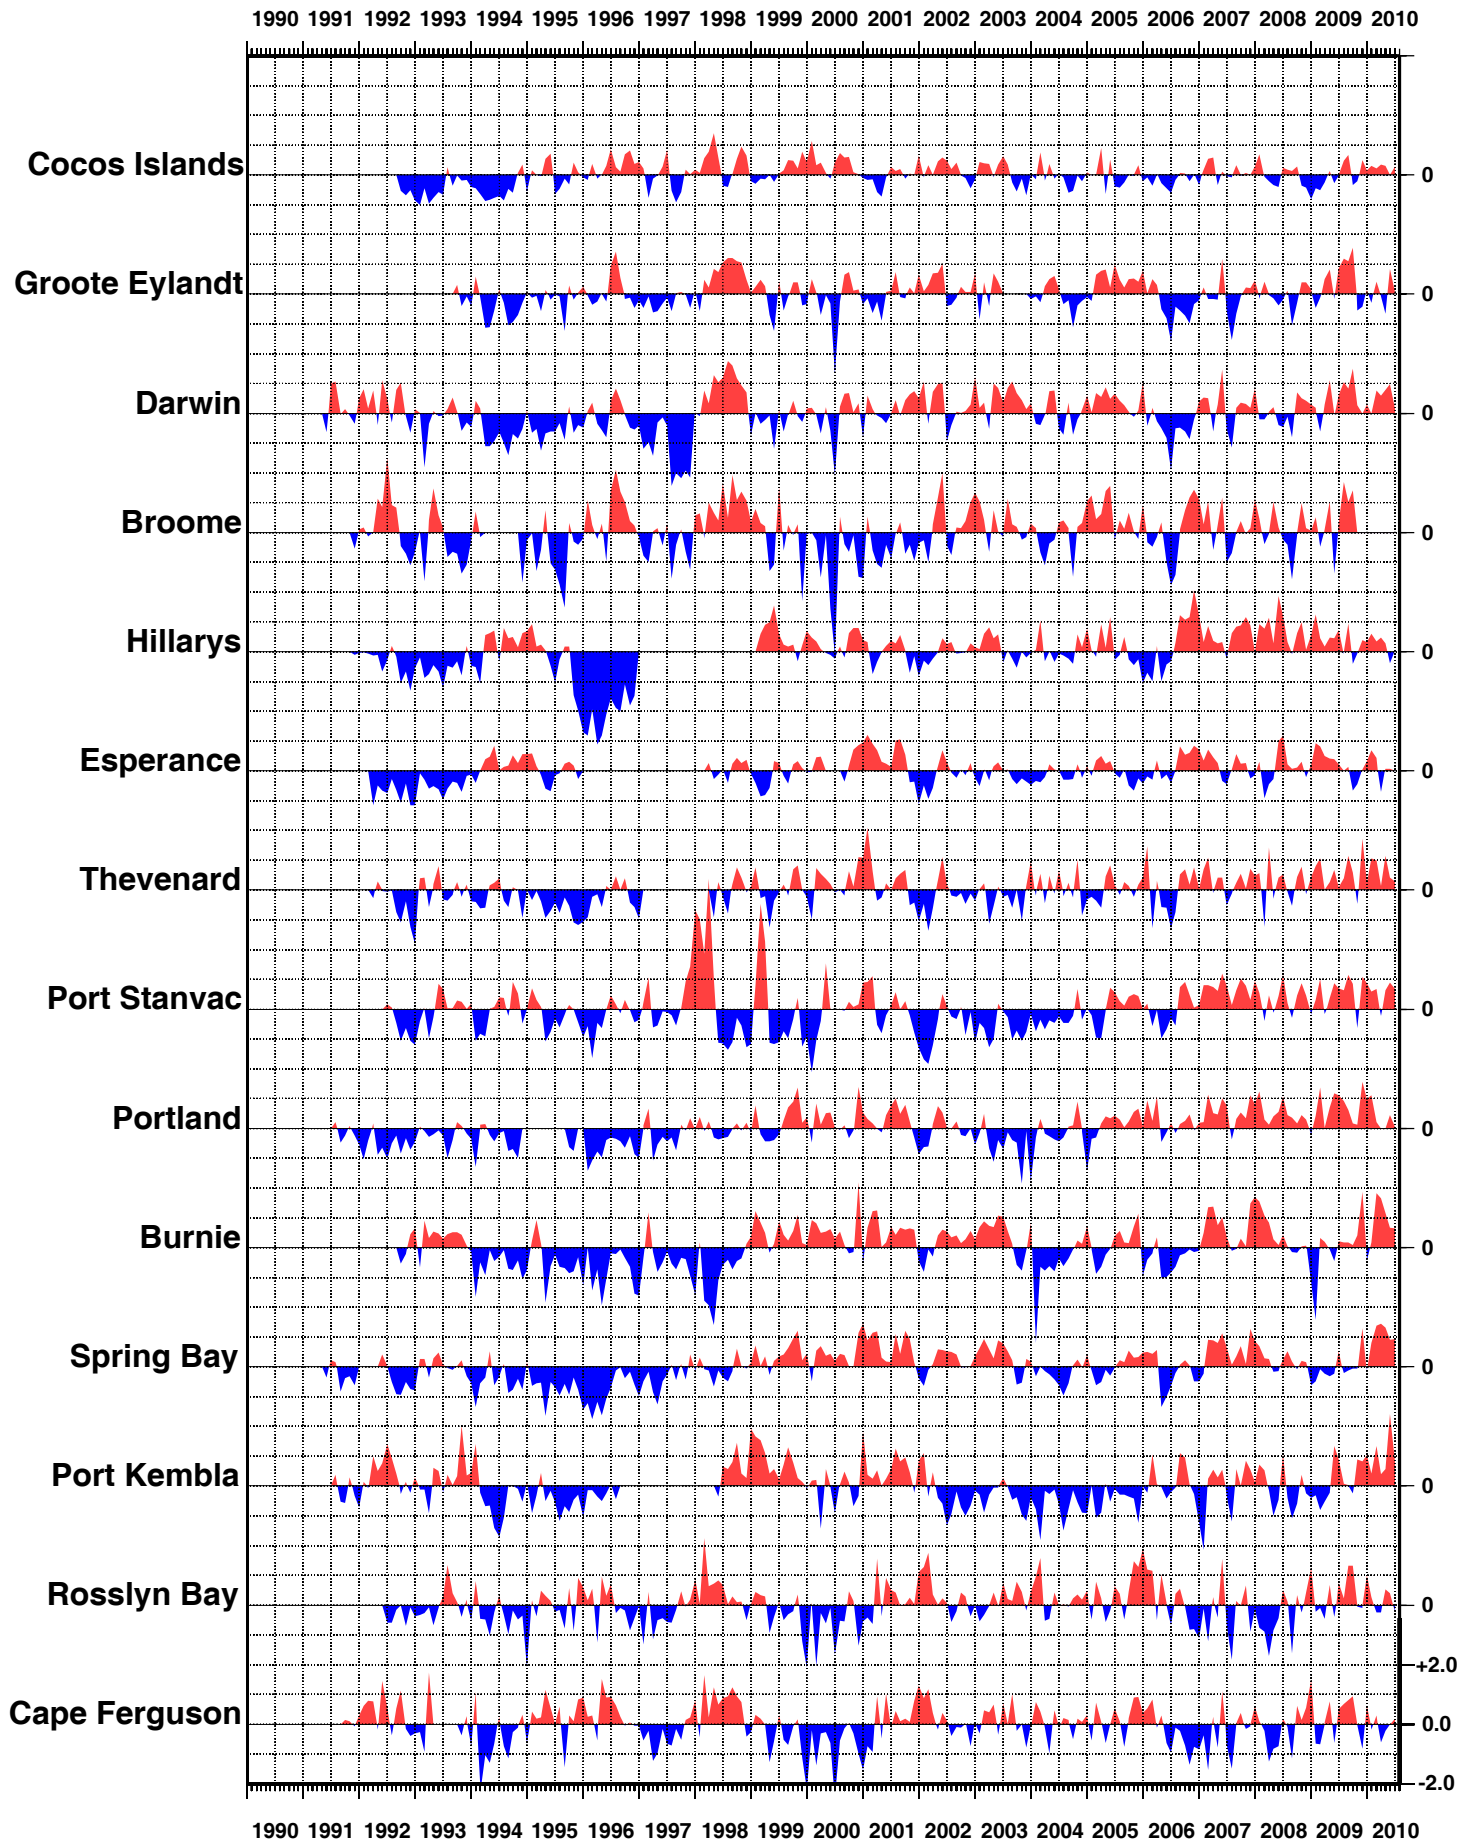 1990 1991 1992 1993 1994 1995 1996 1997 1998 1999 2000 2001 2002 2003 2004 2005 2006 2007 2008 2009 2010
Cocos Islands 0
Groote Eylandt 0
Darwin 0
Broome 0
Hillarys 0
Esperance 0
Thevenard 0
Port Stanvac 0
Portland 0
Burnie 0
Spring Bay 0
Port Kembla 0
Rosslyn Bay 0
+2.0
Cape Ferguson 0.0
-2.0
1990 1991 1992 1993 1994 1995 1996 1997 1998 1999 2000 2001 2002 2003 2004 2005 2006 2007 2008 2009 2010